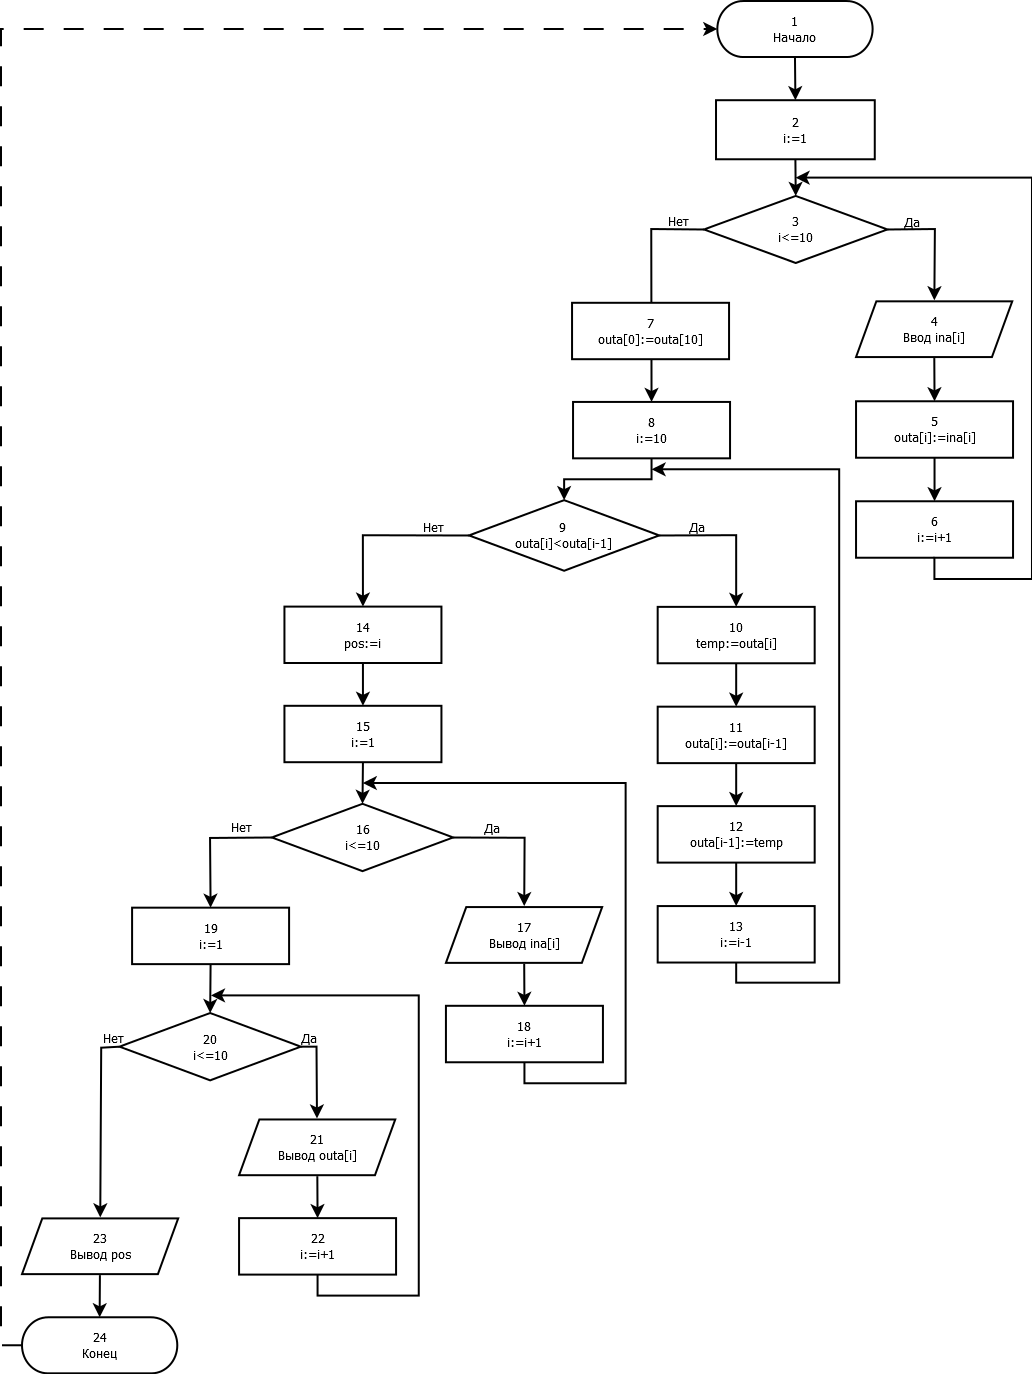 1
Начало
2
i:=1
3
i<=10
Нет
Да
4
Ввод ina[i]
5
outa[i]:=ina[i]
6
i:=i+1
7
outa[0]:=outa[10]
8
i:=10
9
outa[i]<outa[i-1]
Нет
Да
10
temp:=outa[i]
11
outa[i]:=outa[i-1]
12
outa[i-1]:=temp
13
i:=i-1
14
pos:=i
15
i:=1
16
i<=10
Нет
Да
17
Вывод ina[i]
18
i:=i+1
19
i:=1
20
i<=10
Нет
Да
21
Вывод outa[i]
22
i:=i+1
23
Вывод pos
24
Конец